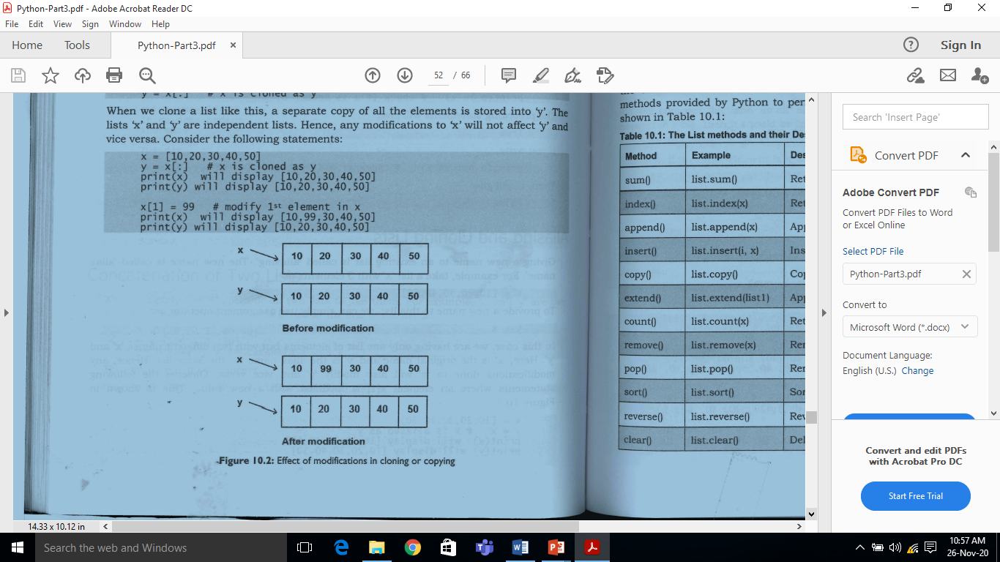 Python-Part3.pdf - Adobe Acrobat Reader DC
File Edit View Sign Window Help
Home Tools Python-Part3.pdf × Sign In
52 / 66
y = x[:] # x is cloned as y
When we clone a list like this, a separate copy of all the elements is stored into 'y'. The
lists 'x' and 'y' are independent lists. Hence, any modifications to 'x' will not affect 'y' and
vice versa. Consider the following statements:
x = [10,20,30,40,50]
y = x[:] # x is cloned as y
print(x) will display [10,20,30,40,50]
print(y) will display [10,20,30,40,50]
x[1] = 99 # modify 1st element in x
print(x) will display [10,99,30,40,50]
print(y) will display [10,20,30,40,50]
x 10 20 30 40 50
y 10 20 30 40 50
Before modification
x 10 99 30 40 50
y 10 20 30 40 50
After modification
Figure 10.2: Effect of modifications in cloning or copying
methods provided by Python to per
shown in Table 10.1:
Table 10.1: The List methods and their De
Method Example Des
sum() list.sum() Ret
index() list.index(x) Ret
append() list.append(x) App
insert() list.insert(i, x) Ins
copy() list.copy() Cop
extend() list.extend(list1) App
count() list.count(x) Ret
remove() list.remove(x) Rem
pop() list.pop() Rem
sort() list.sort() Sor
reverse() list.reverse() Rev
clear() list.clear() Del
14.33 x 10.12 in
Search 'Insert Page'
Convert PDF
Adobe Convert PDF
Convert PDF Files to Word
or Excel Online
Select PDF File
Python-Part3.pdf
Convert to
Microsoft Word (*.docx)
Document Language:
English (U.S.) Change
Convert and edit PDFs
with Acrobat Pro DC
Start Free Trial
Search the web and Windows
10:57 AM
26-Nov-20